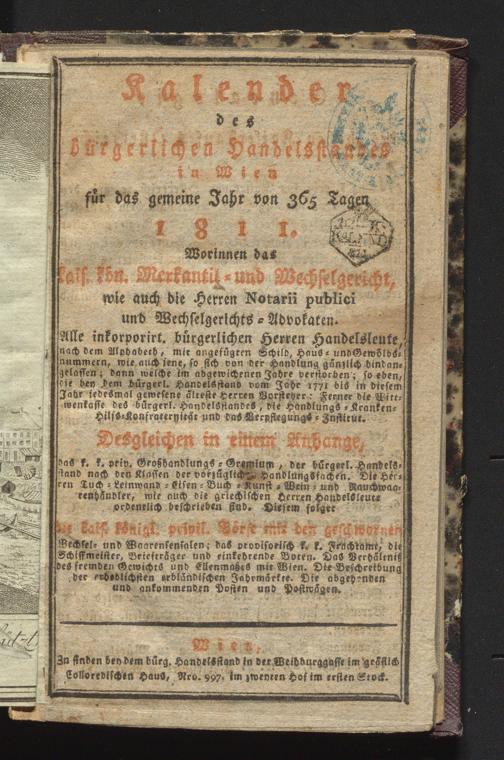 Kalender
des
bürgerlichen Handelsstandes
in Wien
für das gemeine Jahr von 365 Tagen
1811.
Worinnen das
kais. kön. Merkantil- und Wechselgericht,
wie auch die Herren Notarii publici
und Wechselgerichts-Advokaten.
Alle inkorporirt. bürgerlichen Herren Handelsleute,
nach dem Alphabeth, mit angefügten Schild, Haus- und Gewölbs-
nummern, wie auch jene, so sich von der Handlung gänzlich hindan-
gelassen; dann welche im abgewichenen Jahre verstorben; so eben,
die bey dem bürgerl. Handelsstand vom Jahr 1771 bis in dieses
Jahr jedesmal gewesene älteste Herren Vorsteher: Ferner die Witt-
wenkasse des bürgerl. Handelsstandes, die Handlungs-Kranken-
Hilfs-Konfraternität und das Verpflegungs-Institut.
Desgleichen in einem Anhange,
das k. k. priv. Großhandlungs-Gremium, der bürgerl. Handels-
stand nach den Klassen der vorzüglichen Handlungsfachen. Die Her-
ren Tuch-Leinwand-Eisen-Buch-Kunst-Wein- und Rauchwaa-
renhändler, wie auch die griechischen Herren Handelsleute
ordentlich beschrieben sind. Diesem folget
die kais. königl. privil. Börse mit den geschwornen
Wechsel- und Waarensensalen; das provisorisch k. k. Frachtamt, die
Schiffmeister, Briefträger und einkehrende Boten. Das Verhältniß
des fremden Gewichts und Ellenmaßes mit Wien. Die Beschreibung
der erheblichsten erbländischen Jahrmärkte. Die abgehenden
und ankommenden Posten und Postwägen.
Wien,
Zu finden bey dem bürg. Handelsstand in der Weihburggasse im gräflich
Colloredischen Haus, Nro. 997, im zweyten Hof im ersten Stock.